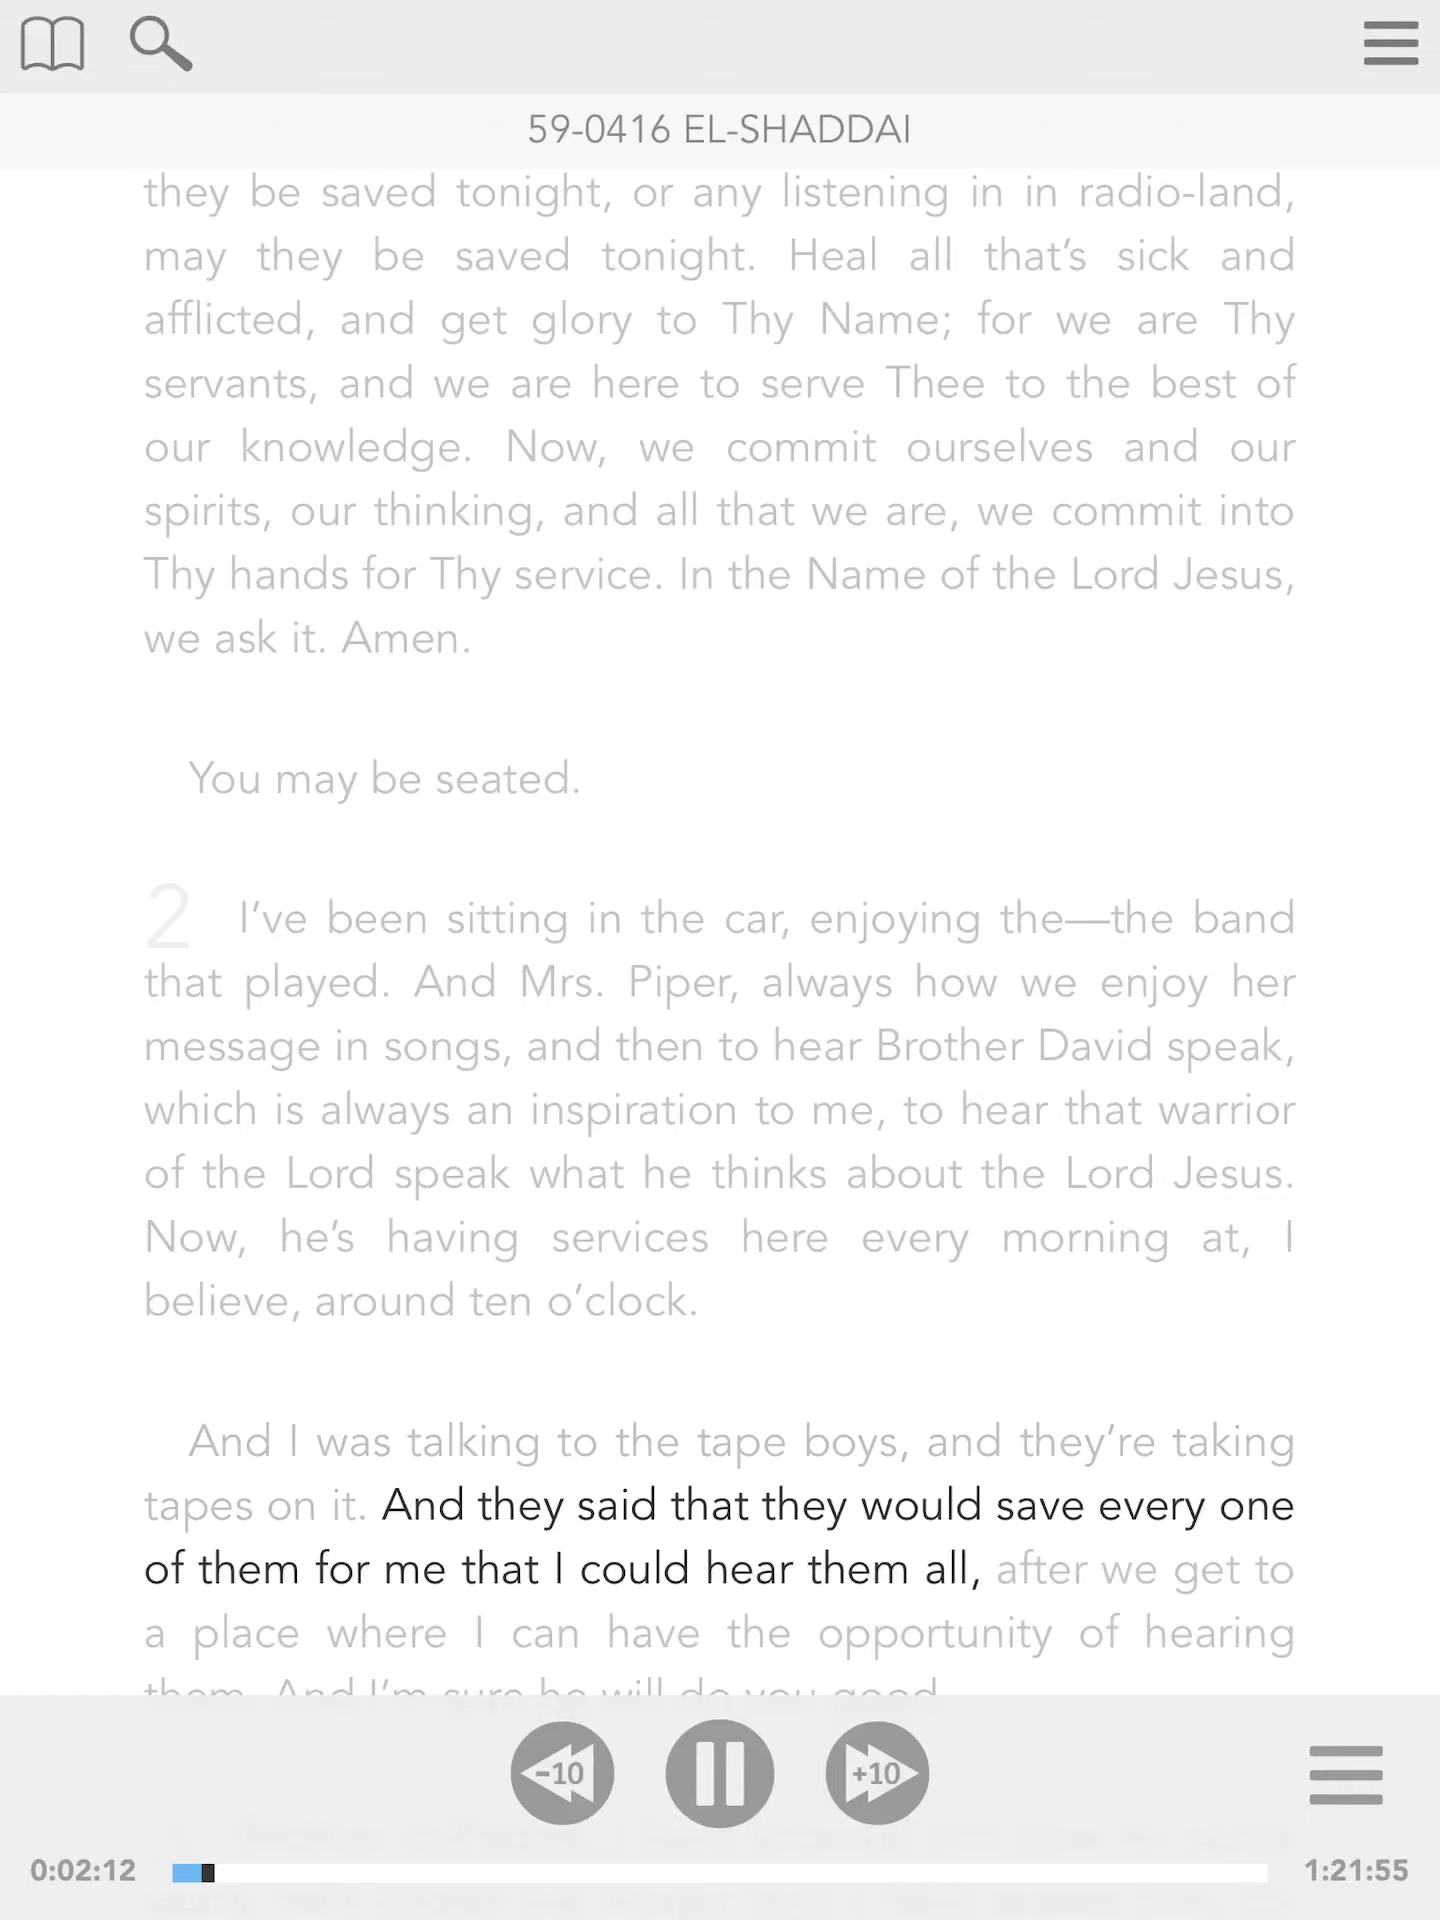 59-0416 EL-SHADDAI
they be saved tonight, or any listening in in radio-land,
may they be saved tonight. Heal all that’s sick and
afflicted, and get glory to Thy Name; for we are Thy
servants, and we are here to serve Thee to the best of
our knowledge. Now, we commit ourselves and our
spirits, our thinking, and all that we are, we commit into
Thy hands for Thy service. In the Name of the Lord Jesus,
we ask it. Amen.
You may be seated.
2 I’ve been sitting in the car, enjoying the—the band
that played. And Mrs. Piper, always how we enjoy her
message in songs, and then to hear Brother David speak,
which is always an inspiration to me, to hear that warrior
of the Lord speak what he thinks about the Lord Jesus.
Now, he’s having services here every morning at, I
believe, around ten o’clock.
And I was talking to the tape boys, and they’re taking
tapes on it. And they said that they would save every one
of them for me that I could hear them all, after we get to
a place where I can have the opportunity of hearing
them. And I’m sure he will do you good.
-10 +10
0:02:12 1:21:55